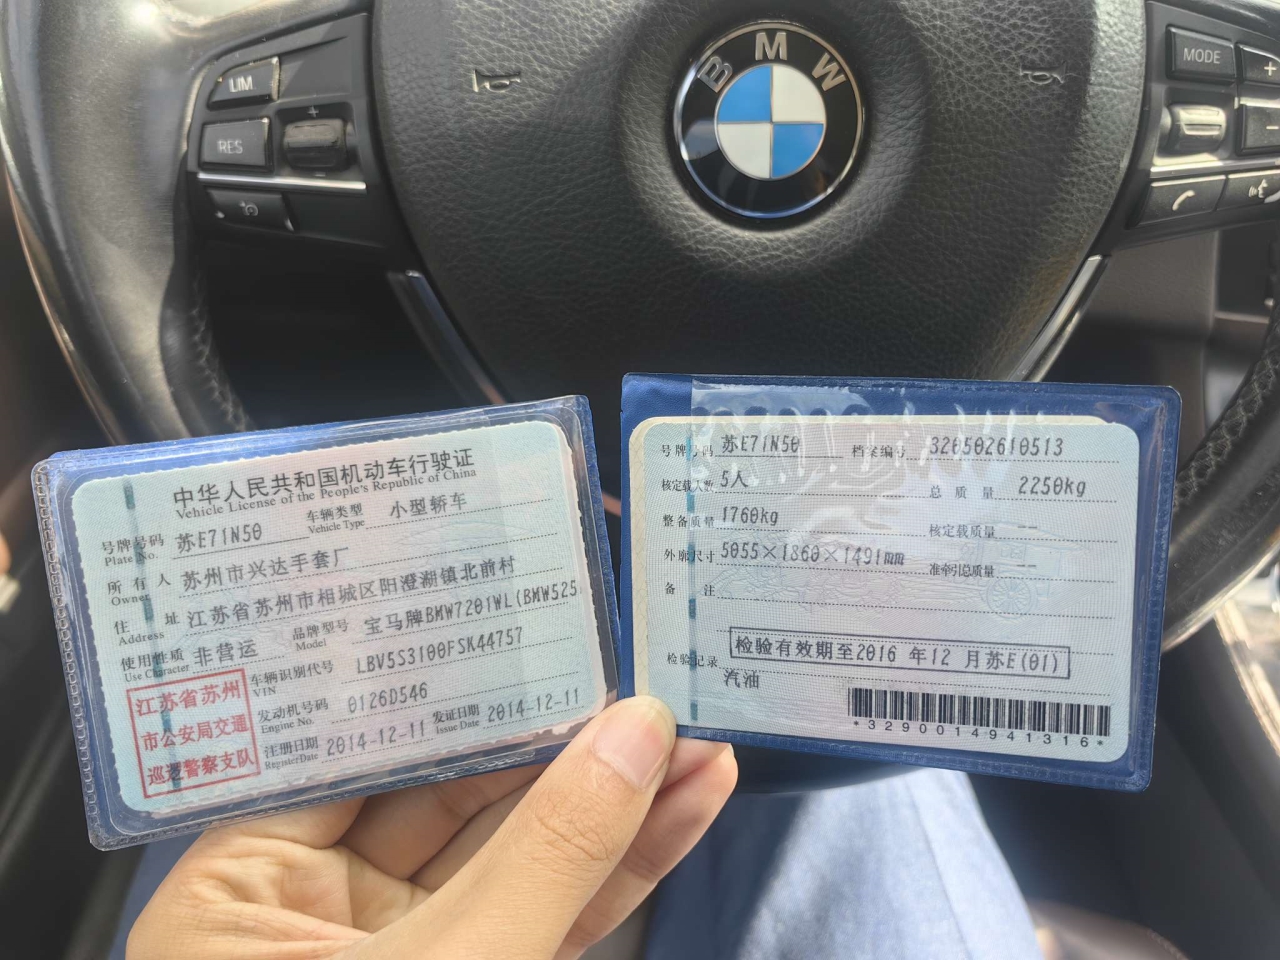 BMW
LIM
+
RES
-
MODE
+
-
中华人民共和国机动车行驶证
Vehicle License of the People's Republic of China
号牌号码 苏E71N50 车辆类型 小型轿车
Plate No. Vehicle Type
所有人 苏州市兴达手套厂
Owner
住址 江苏省苏州市相城区阳澄湖镇北前村
Address
使用性质 非营运 品牌型号 宝马牌BMW7201WL(BMW525
Use Character Model
江苏省苏州
市公安局交通
巡逻警察支队
车辆识别代号 LBV5S3100FSK44757
VIN
发动机号码 0126D546
Engine No.
注册日期 2014-12-11 发证日期 2014-12-11
Register Date Issue Date
号牌号码 苏E71N50 档案编号 320502610513
核定载人数 5人 总质量 2250kg
整备质量 1760kg 核定载质量 --
外廓尺寸 5055×1860×1491mm 准牵引总质量 --
备注
检验有效期至2016 年12 月苏E(01)
检验记录
汽油
*3290014941316*